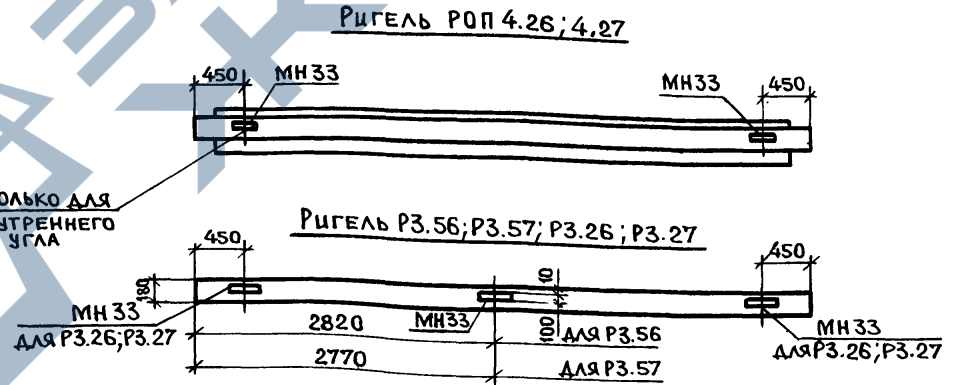 Ригель РОП 4.26; 4.27
450
МН33
МН33
450
олько для
утреннего
угла
Ригель Р3.56; Р3.57; Р3.26; Р3.27
450
10
450
180
МН33
для Р3.26; Р3.27
2820
МН33
100
для Р3.56
МН33
для Р3.26; Р3.27
2770
для Р3.57